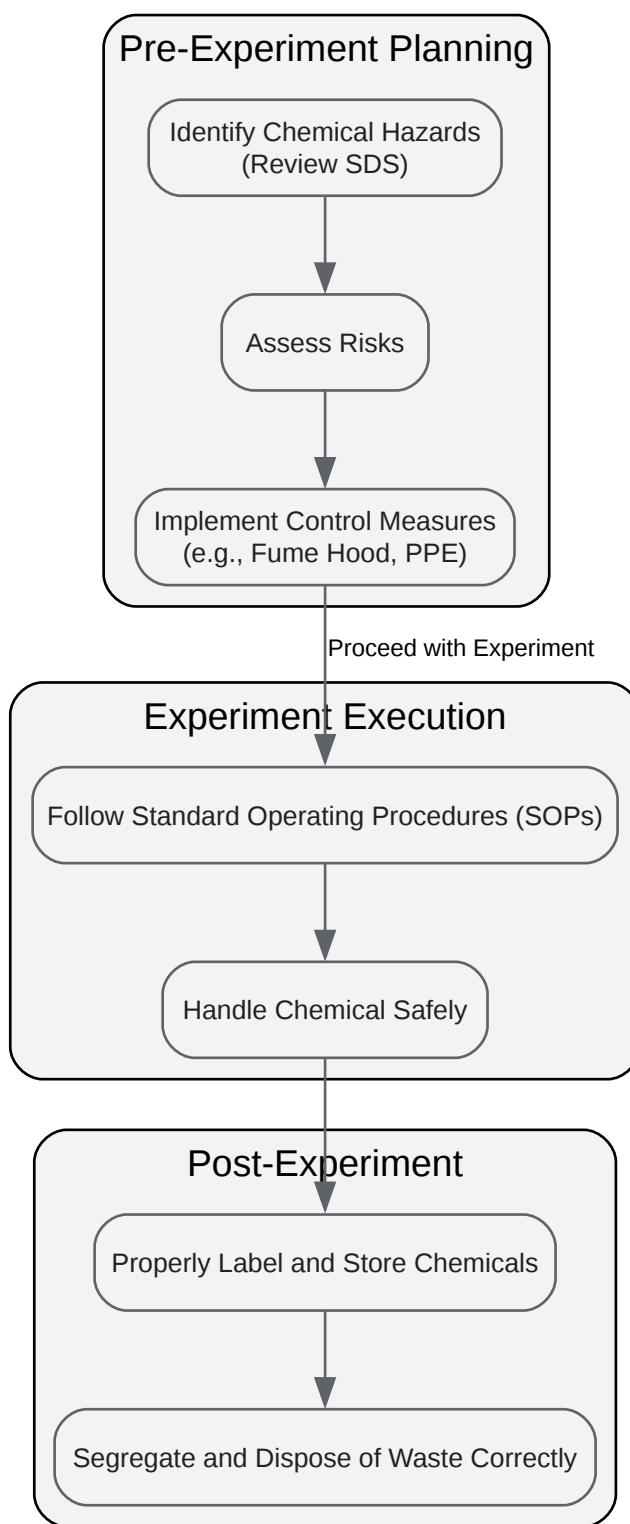 Pre-Experiment Planning
Identify Chemical Hazards
(Review SDS)
Assess Risks
Implement Control Measures
(e.g., Fume Hood, PPE)
Proceed with Experiment
Experiment Execution
Follow Standard Operating Procedures (SOPs)
Handle Chemical Safely
Post-Experiment
Properly Label and Store Chemicals
Segregate and Dispose of Waste Correctly